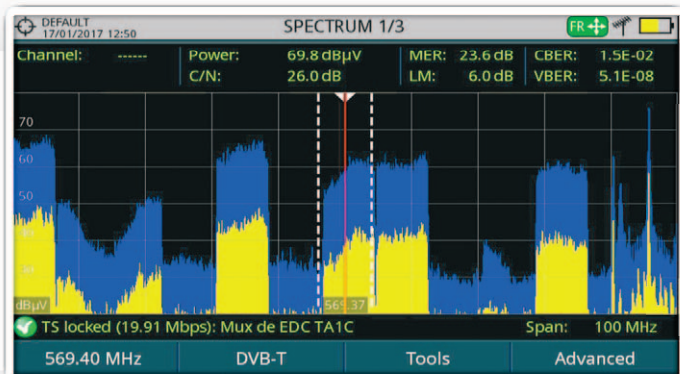 DEFAULT
17/01/2017 12:50
SPECTRUM 1/3
FR
Channel: ------ Power: 69.8 dBµV MER: 23.6 dB CBER: 1.5E-02
C/N: 26.0 dB LM: 6.0 dB VBER: 5.1E-08
70
60
50
dBµV 569.37
TS locked (19.91 Mbps): Mux de EDC TA1C Span: 100 MHz
569.40 MHz DVB-T Tools Advanced